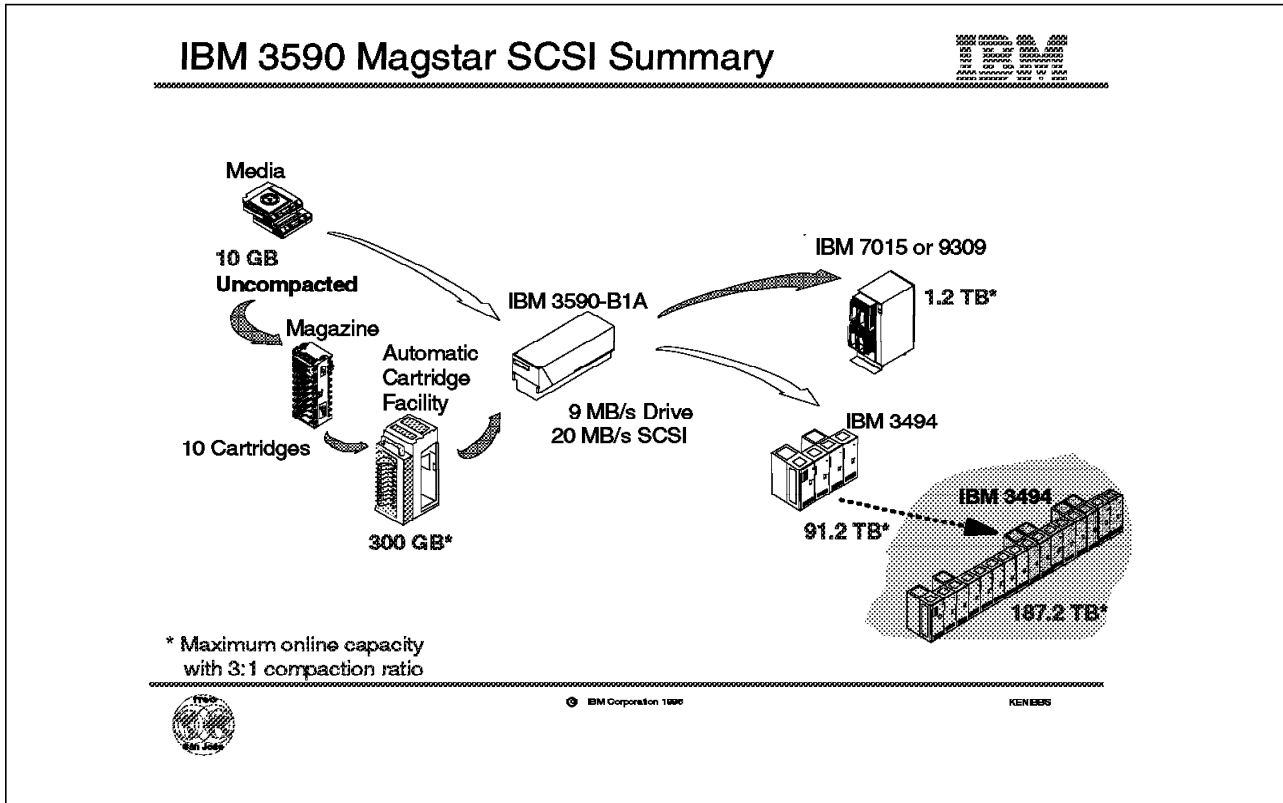 IBM 3590 Magstar SCSI Summary
IBM
Media
10 GB
Uncompacted
Magazine
10 Cartridges
Automatic
Cartridge
Facility
300 GB*
IBM 3590-B1A
9 MB/s Drive
20 MB/s SCSI
IBM 7015 or 9309
1.2 TB*
IBM 3494
91.2 TB*
IBM 3494
187.2 TB*
* Maximum online capacity
with 3:1 compaction ratio
San Jose
© IBM Corporation 1996